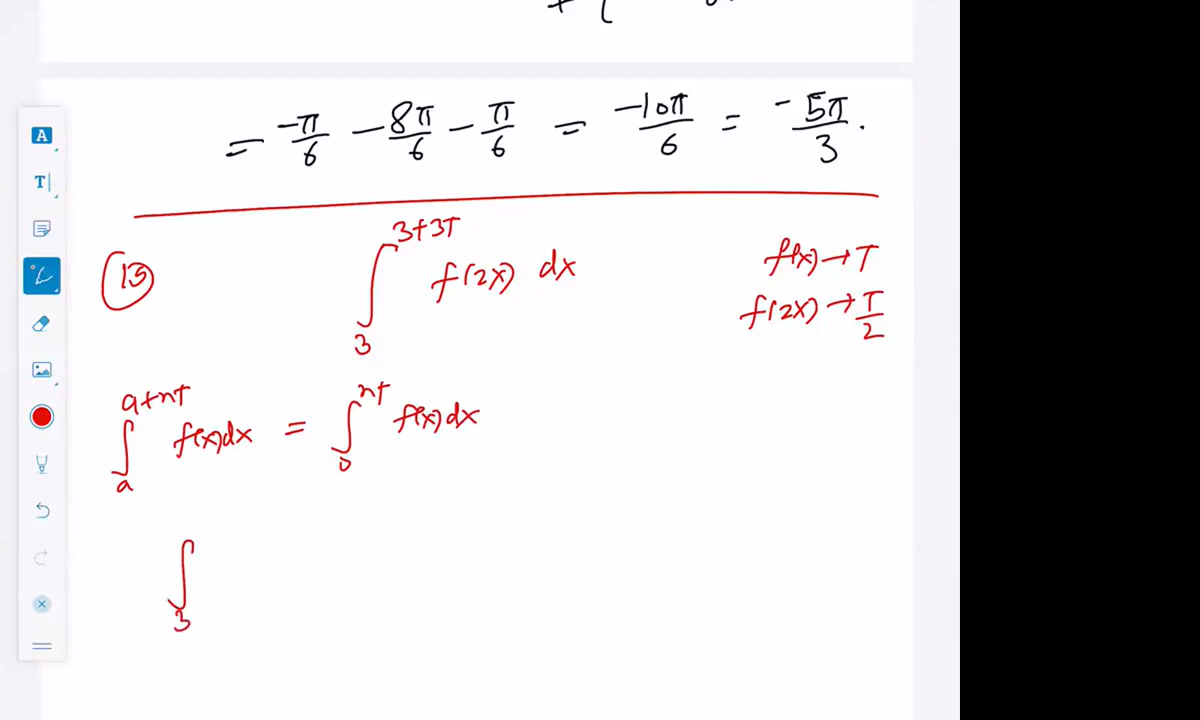 = -π/6 - 8π/6 - π/6 = -10π/6 = -5π/3.
(13) ∫_3^{3+3T} f(2x) dx f(x) → T
f(2x) → T/2
∫_a^{a+nT} f(x)dx = ∫_0^{nT} f(x)dx
∫_3